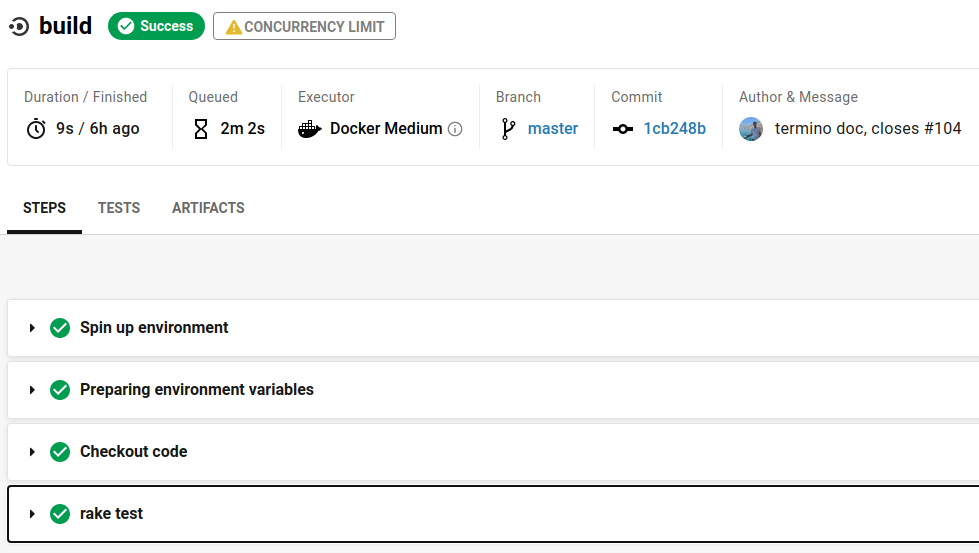 build Success CONCURRENCY LIMIT
Duration / Finished Queued Executor Branch Commit Author & Message
9s / 6h ago 2m 2s Docker Medium master 1cb248b termino doc, closes #104
STEPS TESTS ARTIFACTS
Spin up environment
Preparing environment variables
Checkout code
rake test